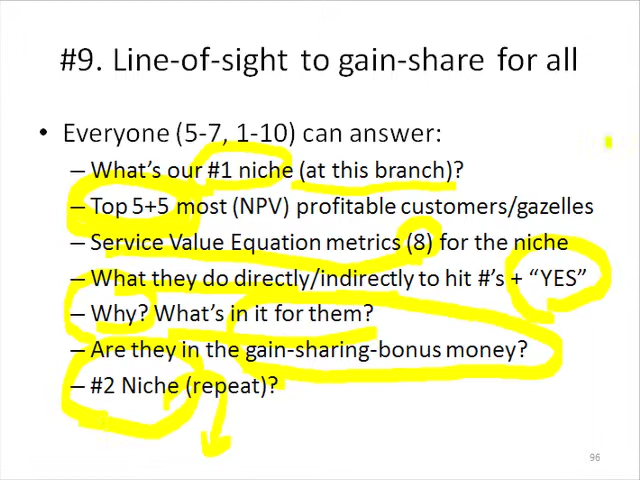 #9. Line-of-sight to gain-share for all
• Everyone (5-7, 1-10) can answer:
– What's our #1 niche (at this branch)?
– Top 5+5 most (NPV) profitable customers/gazelles
– Service Value Equation metrics (8) for the niche
– What they do directly/indirectly to hit #'s + “YES”
– Why? What's in it for them?
– Are they in the gain-sharing-bonus money?
– #2 Niche (repeat)?
96